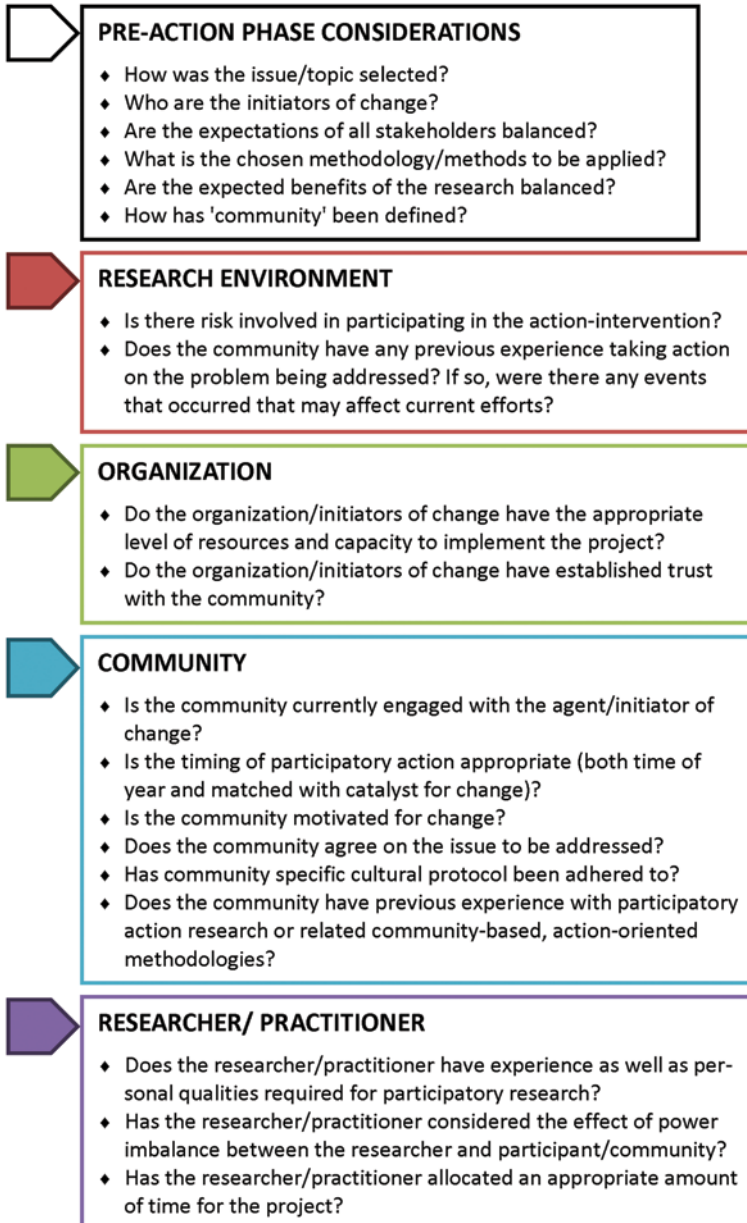 PRE-ACTION PHASE CONSIDERATIONS
♦ How was the issue/topic selected?
♦ Who are the initiators of change?
♦ Are the expectations of all stakeholders balanced?
♦ What is the chosen methodology/methods to be applied?
♦ Are the expected benefits of the research balanced?
♦ How has 'community' been defined?
RESEARCH ENVIRONMENT
♦ Is there risk involved in participating in the action-intervention?
♦ Does the community have any previous experience taking action
on the problem being addressed? If so, were there any events
that occurred that may affect current efforts?
ORGANIZATION
♦ Do the organization/initiators of change have the appropriate
level of resources and capacity to implement the project?
♦ Do the organization/initiators of change have established trust
with the community?
COMMUNITY
♦ Is the community currently engaged with the agent/initiator of
change?
♦ Is the timing of participatory action appropriate (both time of
year and matched with catalyst for change)?
♦ Is the community motivated for change?
♦ Does the community agree on the issue to be addressed?
♦ Has community specific cultural protocol been adhered to?
♦ Does the community have previous experience with participatory
action research or related community-based, action-oriented
methodologies?
RESEARCHER/ PRACTITIONER
♦ Does the researcher/practitioner have experience as well as per-
sonal qualities required for participatory research?
♦ Has the researcher/practitioner considered the effect of power
imbalance between the researcher and participant/community?
♦ Has the researcher/practitioner allocated an appropriate amount
of time for the project?